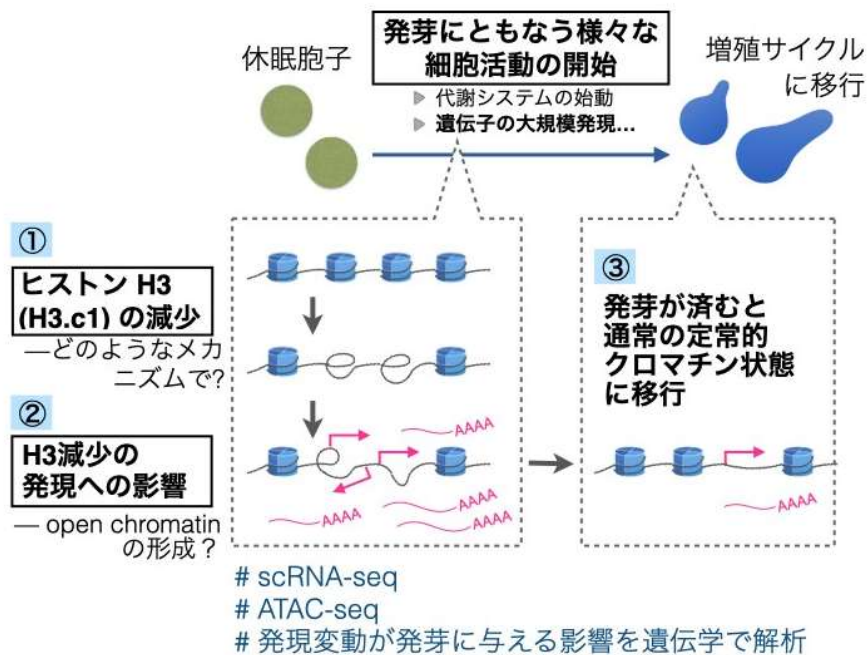 休眠胞子
発芽にともなう様々な
細胞活動の開始
▶ 代謝システムの始動
▶ 遺伝子の大規模発現...
増殖サイクル
に移行
①
ヒストン H3
(H3.c1) の減少
—どのようなメカ
ニズムで?
②
H3減少の
発現への影響
— open chromatin
の形成？
AAAA
AAAA
AAAA
AAAA
③
発芽が済むと
通常の定常的
クロマチン状態
に移行
AAAA
# scRNA-seq
# ATAC-seq
# 発現変動が発芽に与える影響を遺伝学で解析